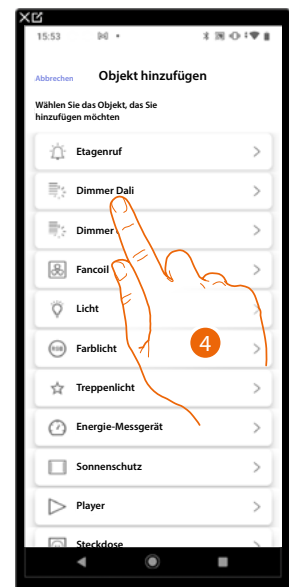 15:53
Abbrechen
Objekt hinzufügen
Wählen Sie das Objekt, das Sie
hinzufügen möchten
Etagenruf
Dimmer Dali
Dimmer
Fancoil
Licht
4
RGB
Farblicht
Treppenlicht
Energie-Messgerät
Sonnenschutz
Player
Steckdose